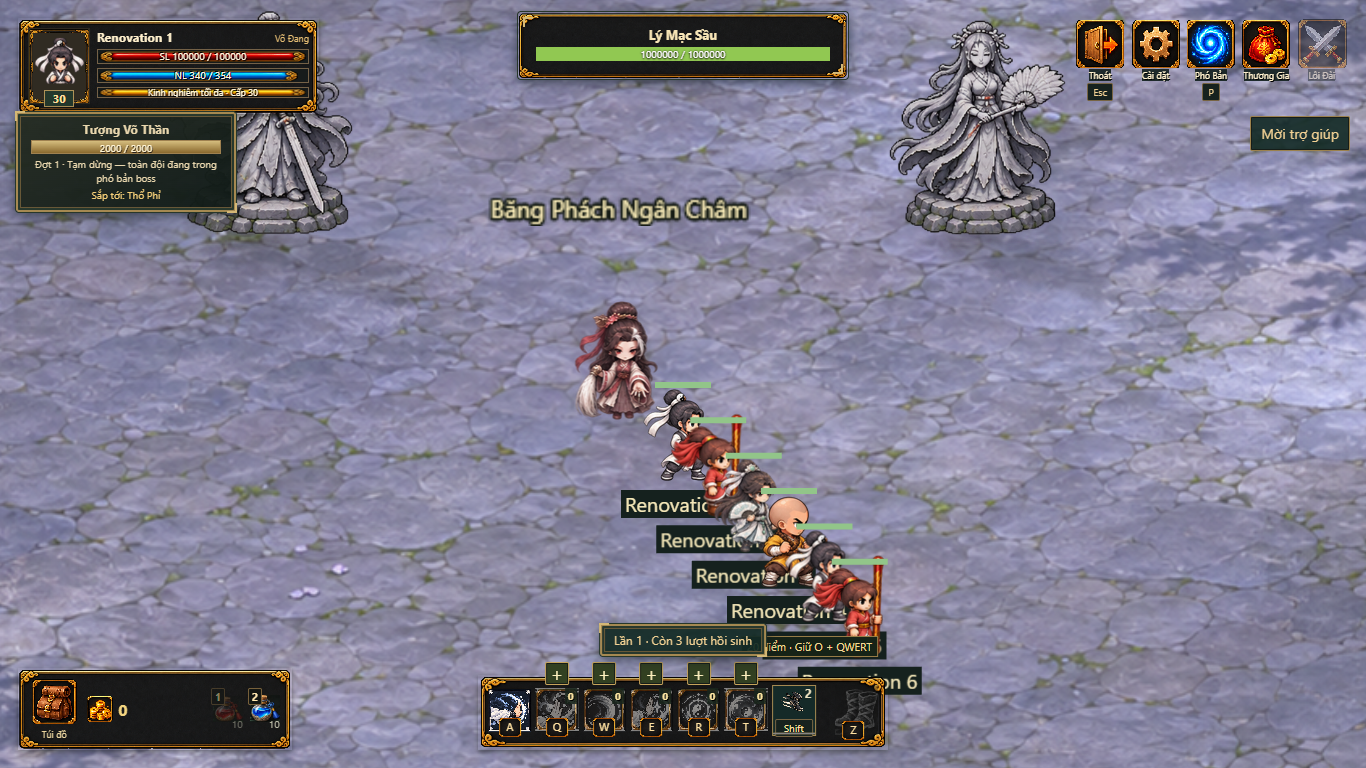 Renovation 1
Võ Đang
SL 100000 / 100000
NL 340 / 354
Kinh nghiệm tối đa · Cấp 30
30
Tượng Võ Thần
2000 / 2000
Đợt 1 · Tạm dừng — toàn đội đang trong
phó bản boss
Sắp tới: Thổ Phỉ
Lý Mạc Sầu
1000000 / 1000000
Thoát
Cài đặt
Phó Bản
Thương Gia
Lôi Đài
Esc
P
Mời trợ giúp
Băng Phách Ngân Châm
Lần 1 · Còn 3 lượt hồi sinh
· Giữ O + QWERT
6
Túi đồ
0
1
10
2
10
+
+
+
+
+
A
0
Q
0
W
0
E
0
R
0
T
2
Shift
Z